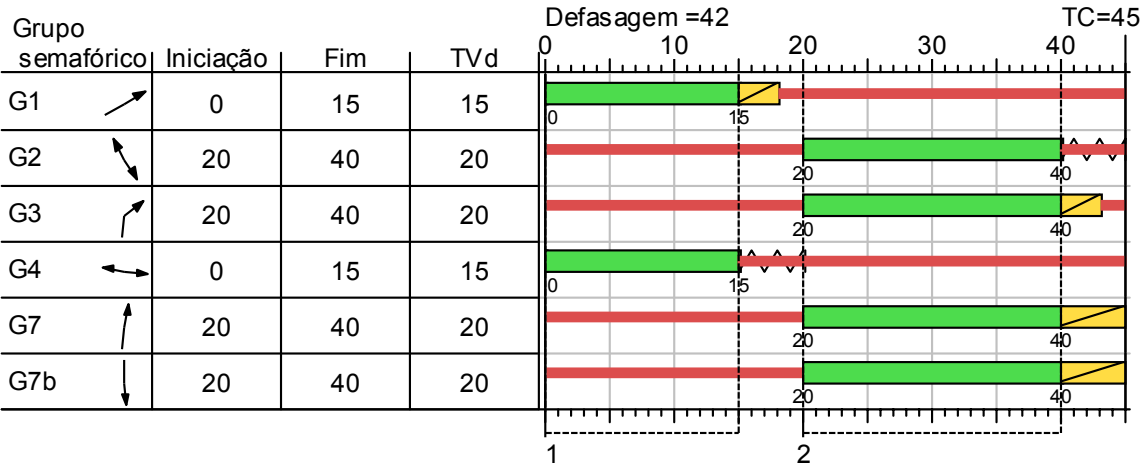 Defasagem =42 TC=45
Grupo
semafórico Iniciação Fim TVd
0 10 20 30 40
G1 0 15 15
0 15
G2 20 40 20
20 40
G3 20 40 20
20 40
G4 0 15 15
0 15
G7 20 40 20
20 40
G7b 20 40 20
20 40
1 2